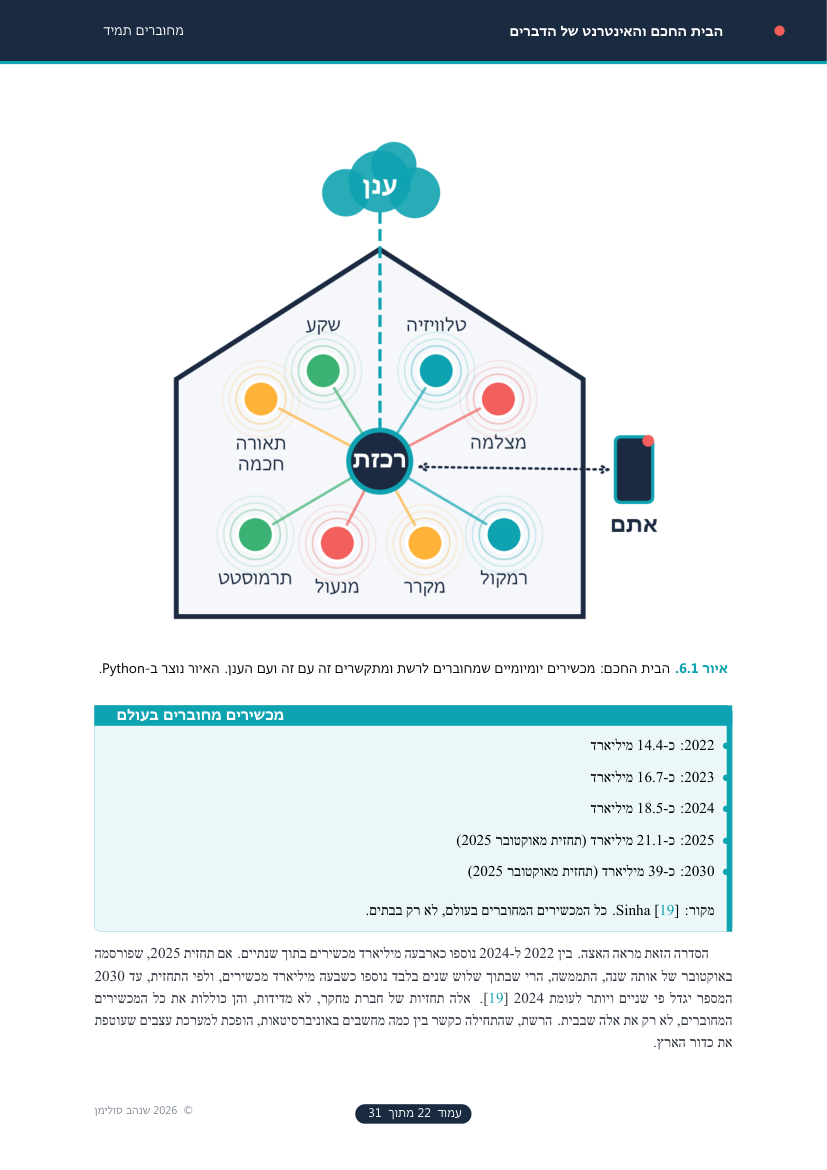 הבית החכם והאינטרנט של הדברים
מחוברים תמיד
ענן
שקע
טלוויזיה
תאורה
חכמה
מצלמה
רכזת
אתם
תרמוסטט
מנעול
מקרר
רמקול
איור 6.1. הבית החכם: מכשירים יומיומיים שמחוברים לרשת ומתקשרים זה עם זה ועם הענן. האיור נוצר ב-Python.
מכשירים מחוברים בעולם
2022: כ-14.4 מיליארד
2023: כ-16.7 מיליארד
2024: כ-18.5 מיליארד
2025: כ-21.1 מיליארד (תחזית מאוקטובר 2025)
2030: כ-39 מיליארד (תחזית מאוקטובר 2025)
מקור: Sinha [19]. כל המכשירים המחוברים בעולם, לא רק בבתים.
הסדרה הזאת מראה האצה. בין 2022 ל-2024 נוספו כארבעה מיליארד מכשירים בתוך שנתיים. אם תחזית 2025, שפורסמה
באוקטובר של אותה שנה, התממשה, הרי שבתוך שלוש שנים בלבד נוספו כשבעה מיליארד מכשירים, ולפי התחזית, עד 2030
המספר יגדל פי שניים ויותר לעומת 2024 [19]. אלה תחזיות של חברת מחקר, לא מדידות, והן כוללות את כל המכשירים
המחוברים, לא רק את אלה שבבית. הרשת, שהתחילה כקשר בין כמה מחשבים באוניברסיטאות, הופכת למערכת עצבים שעוטפת
את כדור הארץ.
עמוד 22 מתוך 31
© 2026 שנהב סולימן